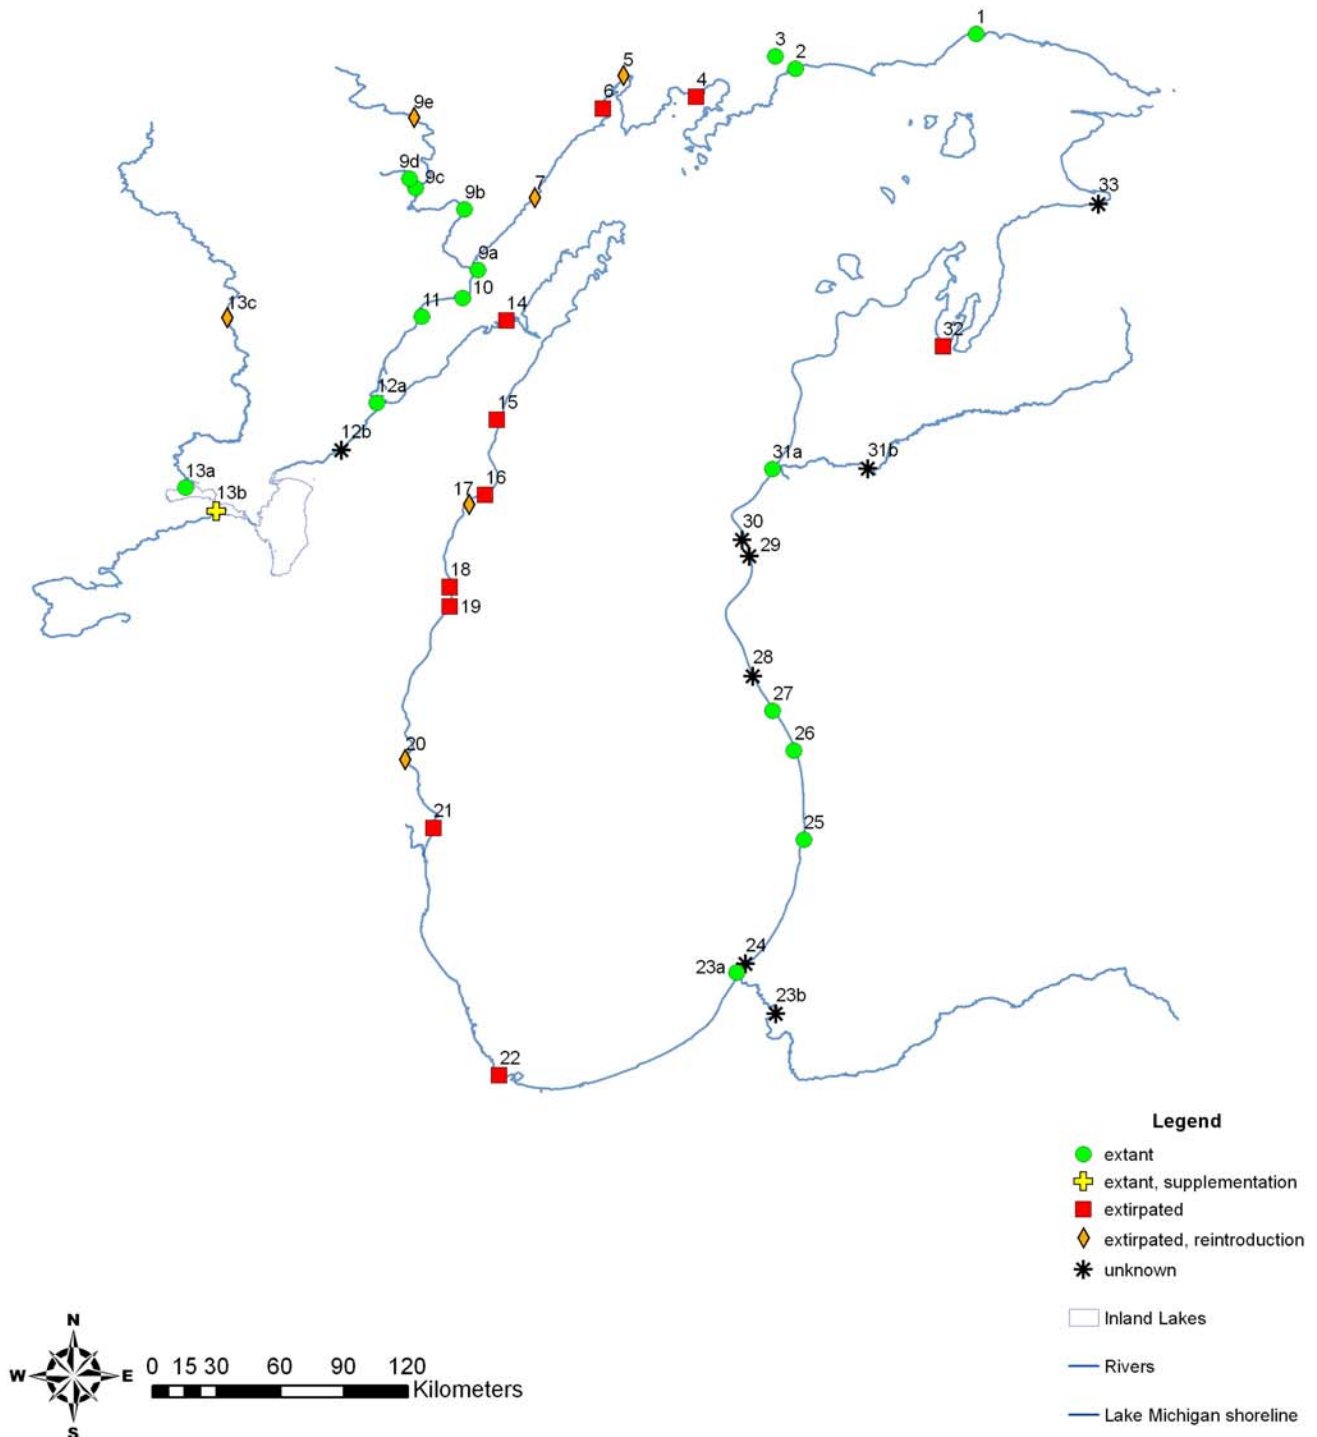 1
3
2
5
4
6
9e
9d
9c
7
9b
33
9a
10
11
14
13c
32
12a
15
12b
31a
31b
13a
16
13b
17
30
29
18
19
28
27
26
20
21
25
24
23a
23b
22
Legend
extant
extant, supplementation
extirpated
extirpated, reintroduction
unknown
Inland Lakes
Rivers
Lake Michigan shoreline
N
W E
S
0 15 30 60 90 120
Kilometers